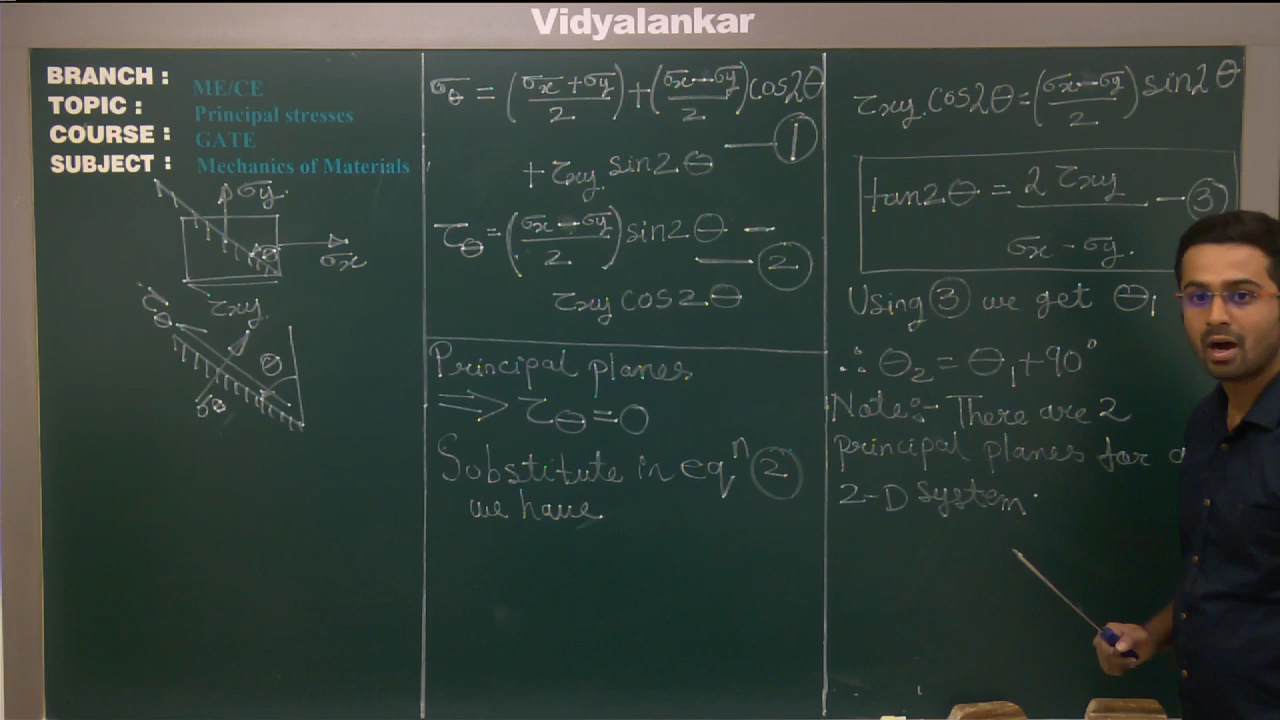 Vidyalankar
BRANCH : ME/CE
TOPIC : Principal stresses
COURSE : GATE
SUBJECT : Mechanics of Materials
σy
θ
σx
τxy
τθ
θ
σθ
σθ = (σx + σy / 2) + (σx - σy / 2) cos2θ
— ①
+ τxy sin2θ
τθ = (σx - σy / 2) sin2θ –
— ②
τxy cos2θ
Principal planes
⟹ τθ = 0
Substitute in eqⁿ ②
we have
τxy cos2θ = (σx - σy / 2) sin2θ
tan2θ = 2 τxy / σx - σy. — ③
Using ③ we get θ1
∴ θ2 = θ1 + 90°
Note:- There are 2
principal planes for a
2-D system.